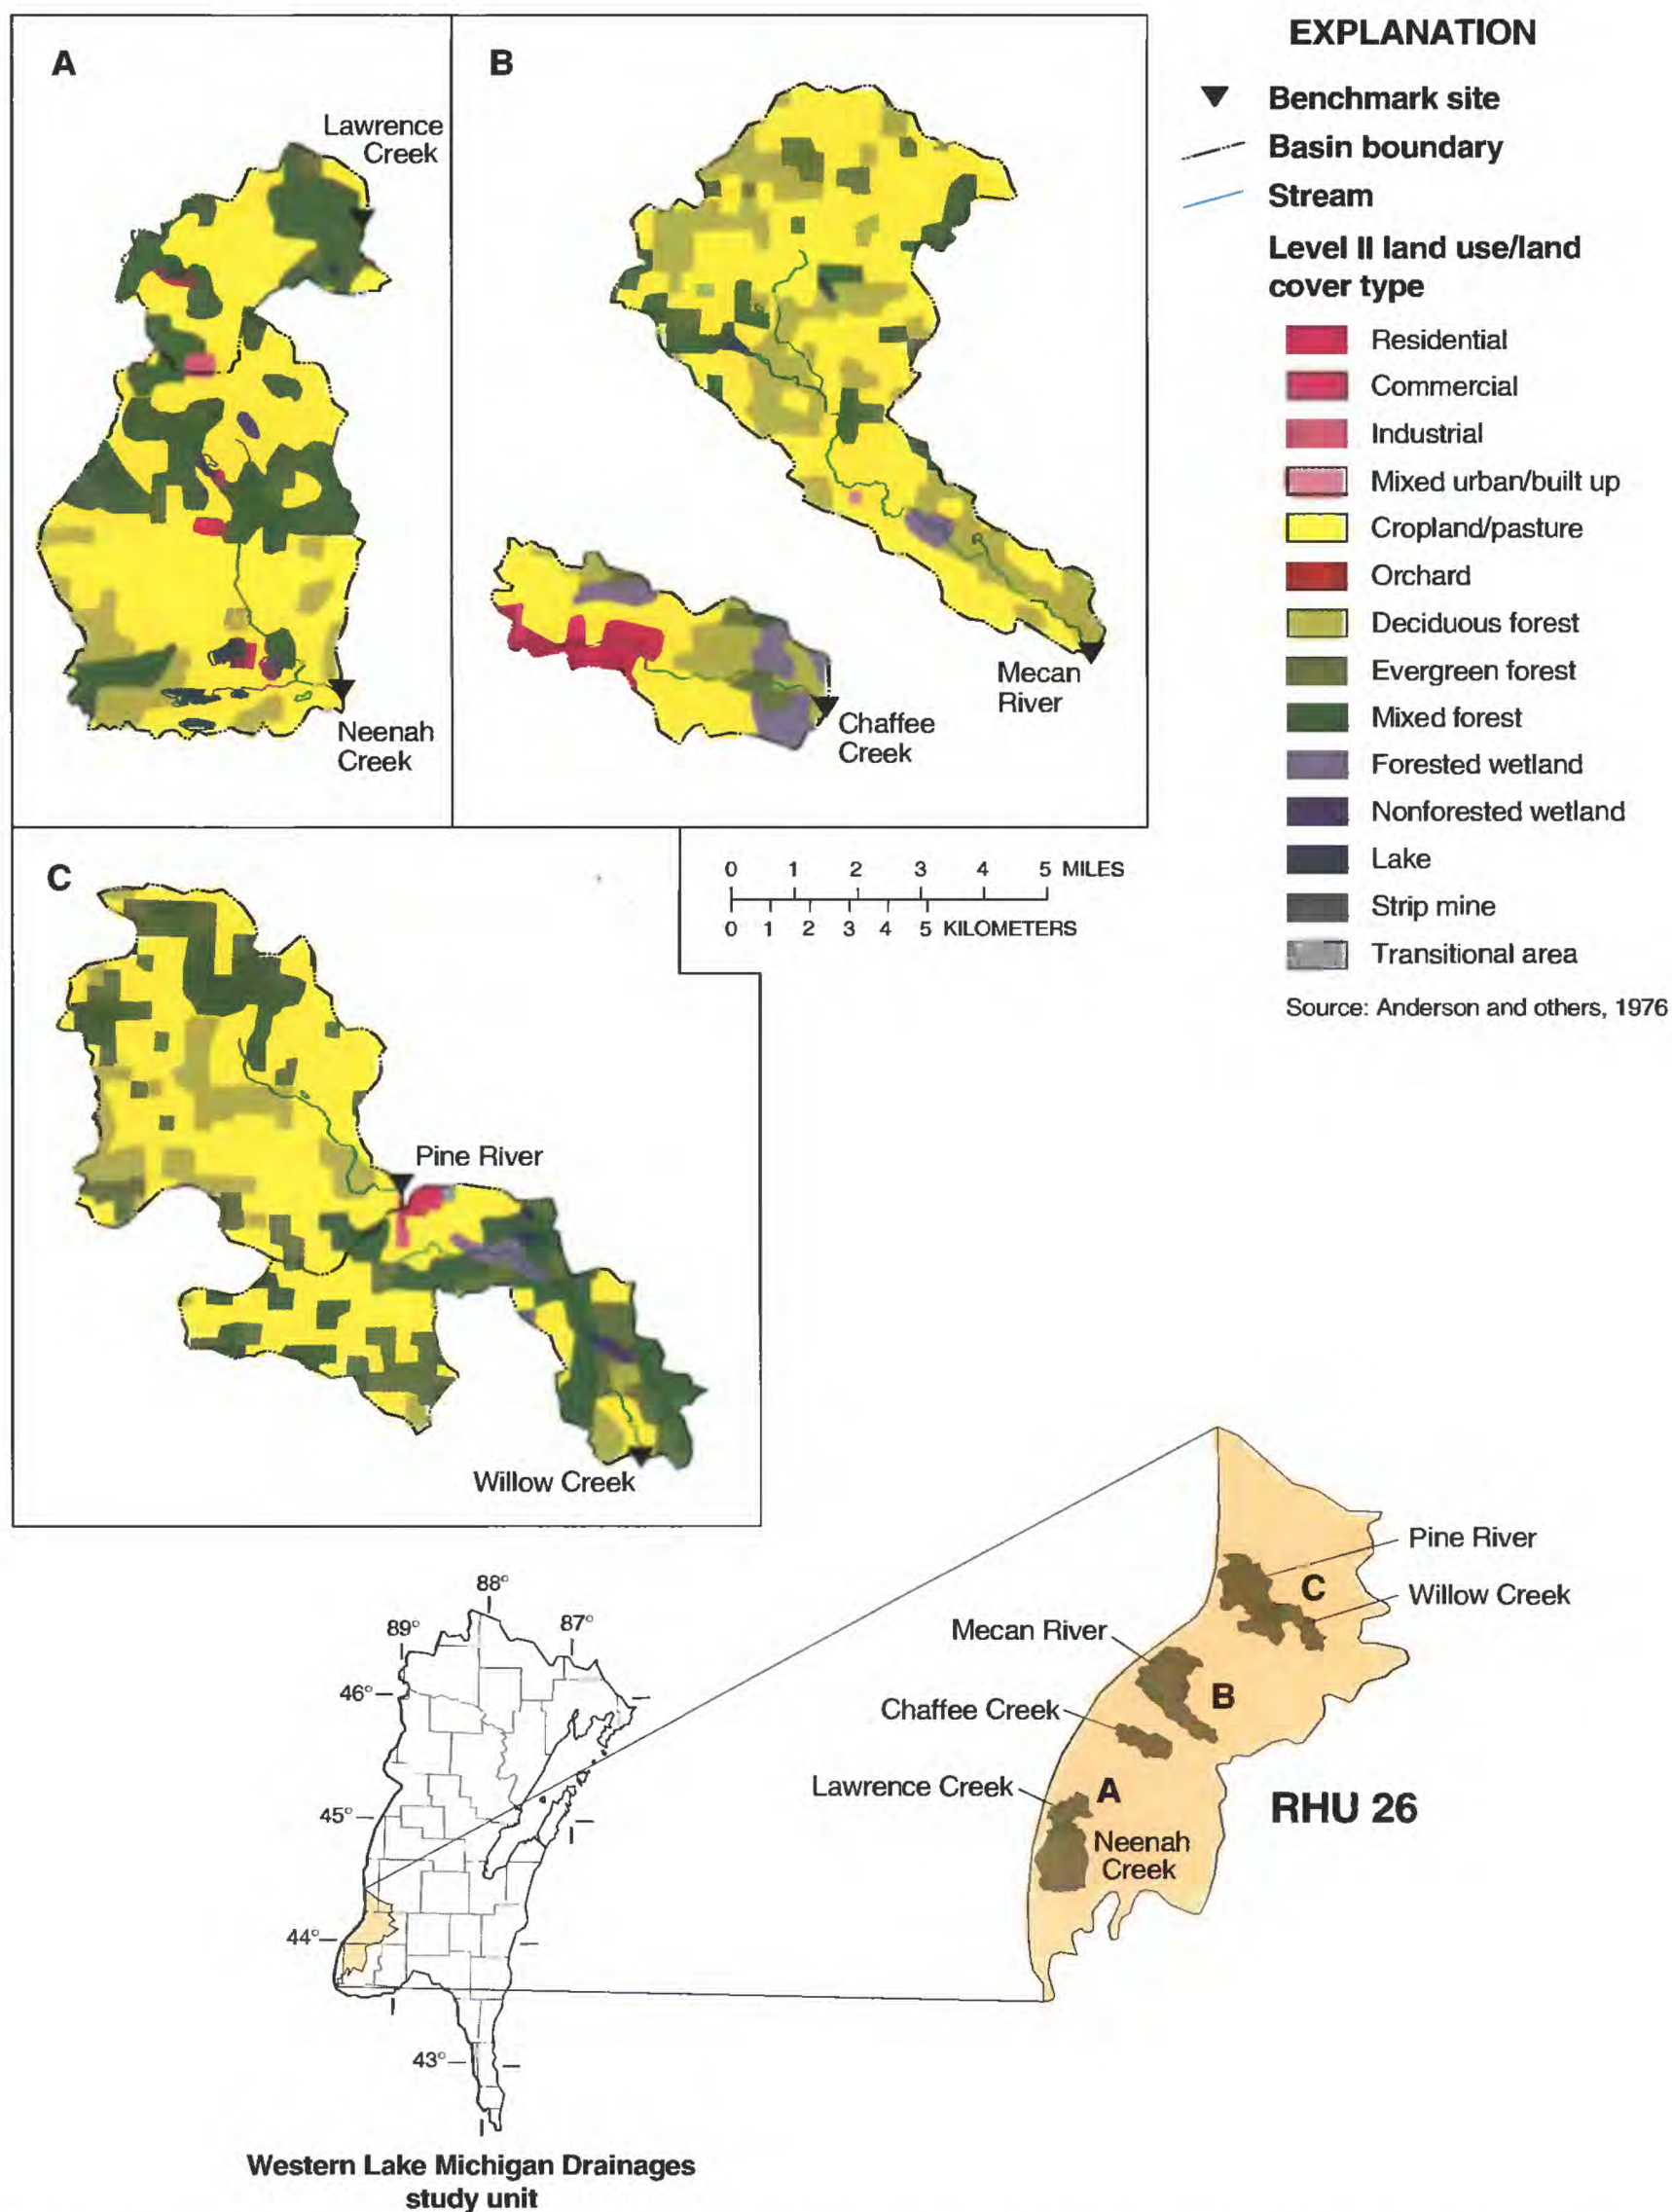 A
Lawrence
Creek
Neenah
Creek
B
Mecan
River
Chaffee
Creek
EXPLANATION
Benchmark site
Basin boundary
Stream
Level II land use/land
cover type
Residential
Commercial
Industrial
Mixed urban/built up
Cropland/pasture
Orchard
Deciduous forest
Evergreen forest
Mixed forest
Forested wetland
Nonforested wetland
Lake
Strip mine
Transitional area
Source: Anderson and others, 1976
0 1 2 3 4 5 MILES
0 1 2 3 4 5 KILOMETERS
C
Pine River
Willow Creek
88°
89°
87°
46°
45°
44°
43°
Western Lake Michigan Drainages
study unit
Pine River
C
Willow Creek
Mecan River
B
Chaffee Creek
Lawrence Creek
A
RHU 26
Neenah
Creek